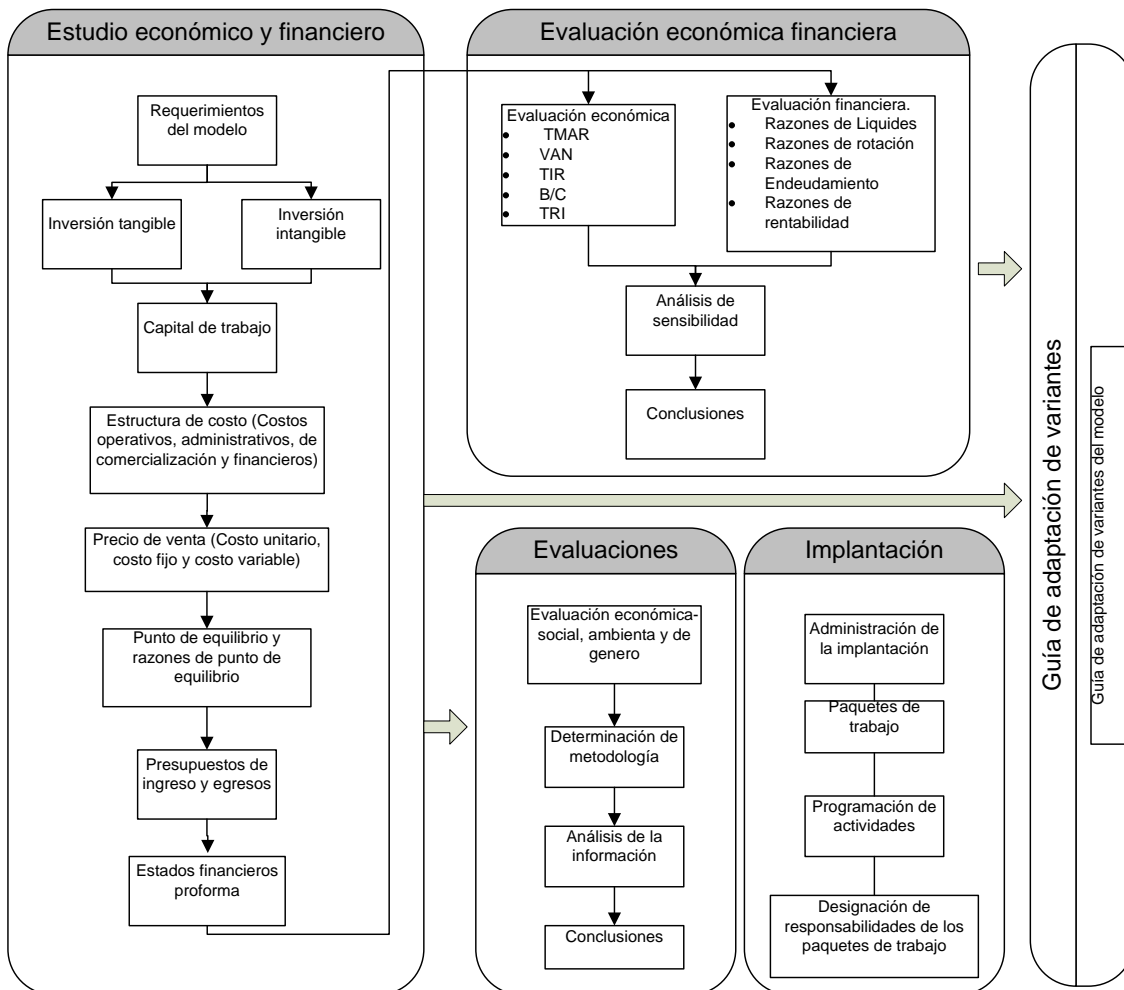 Estudio económico y financiero
Requerimientos
del modelo
Inversión tangible
Inversión
intangible
Capital de trabajo
Estructura de costo (Costos
operativos, administrativos, de
comercialización y financieros)
Precio de venta (Costo unitario,
costo fijo y costo variable)
Punto de equilibrio y
razones de punto de
equilibrio
Presupuestos de
ingreso y egresos
Estados financieros
proforma
Evaluación económica financiera
Evaluación económica
• TMAR
• VAN
• TIR
• B/C
• TRI
Evaluación financiera.
• Razones de Liquides
• Razones de rotación
• Razones de
Endeudamiento
• Razones de
rentabilidad
Análisis de
sensibilidad
Conclusiones
Evaluaciones
Evaluación económica-
social, ambienta y de
genero
Determinación de
metodología
Análisis de la
información
Conclusiones
Implantación
Administración de
la implantación
Paquetes de
trabajo
Programación de
actividades
Designación de
responsabilidades de los
paquetes de trabajo
Guía de adaptación de variantes
Guía de adaptación de variantes del modelo